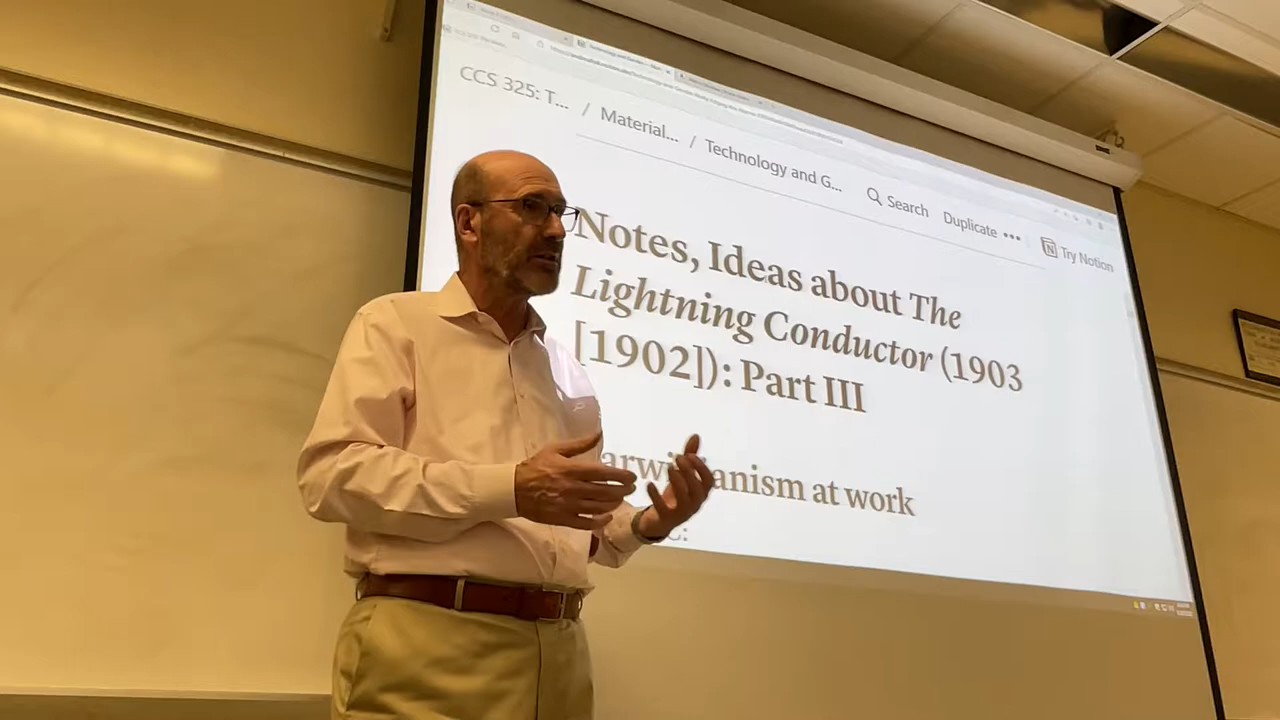 CCS 325: T... / Material... / Technology and G... Search Duplicate ••• Try Notion
Notes, Ideas about The
Lightning Conductor (1903
[1902]): Part III
anism at work
C: